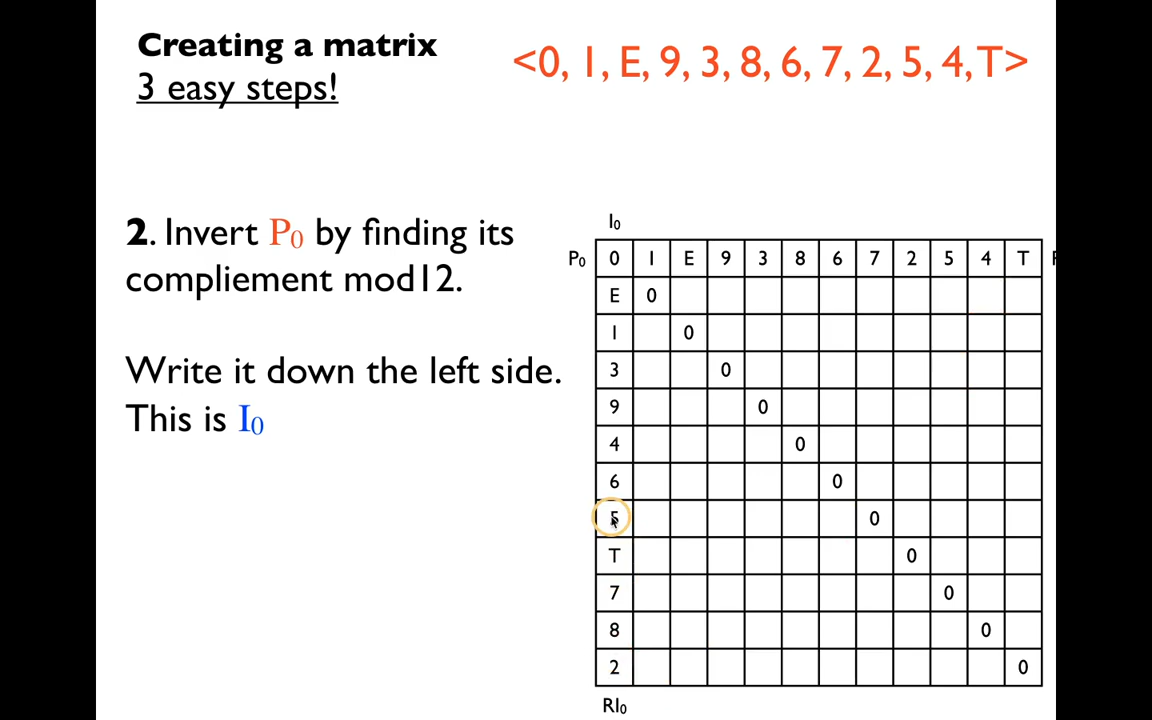 Creating a matrix
3 easy steps!
<0, 1, E, 9, 3, 8, 6, 7, 2, 5, 4, T>
2. Invert P0 by finding its
compliement mod12.
Write it down the left side.
This is I0
I0
P0 0 1 E 9 3 8 6 7 2 5 4 T
E 0
1 0
3 0
9 0
4 0
6 0
5 0
T 0
7 0
8 0
2 0
RI0